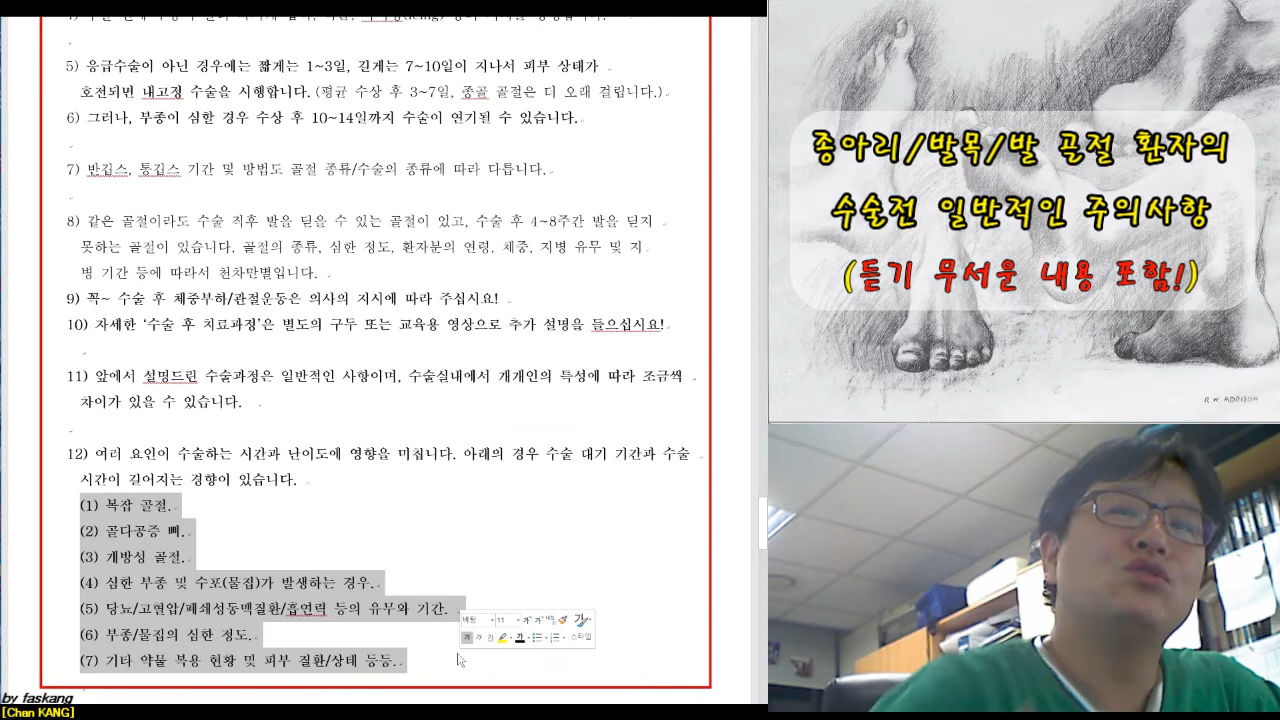 5) 응급수술이 아닌 경우에는 짧게는 1~3일, 길게는 7~10일이 지나서 피부 상태가
호전되면 내고정 수술을 시행합니다. (평균 수상 후 3~7일, 종골 골절은 더 오래 걸립니다.)
6) 그러나, 부종이 심한 경우 수상 후 10~14일까지 수술이 연기될 수 있습니다.
7) 반깁스, 통깁스 기간 및 방법도 골절 종류/수술의 종류에 따라 다릅니다.
8) 같은 골절이라도 수술 직후 발을 딛을 수 있는 골절이 있고, 수술 후 4~8주간 발을 딛지
못하는 골절이 있습니다. 골절의 종류, 심한 정도, 환자분의 연령, 체중, 지병 유무 및 지
병 기간 등에 따라서 천차만별입니다.
9) 꼭~ 수술 후 체중부하/관절운동은 의사의 지시에 따라 주십시요!
10) 자세한 ‘수술 후 치료과정’은 별도의 구두 또는 교육용 영상으로 추가 설명을 들으십시요!
11) 앞에서 설명드린 수술과정은 일반적인 사항이며, 수술실내에서 개개인의 특성에 따라 조금씩
차이가 있을 수 있습니다.
12) 여러 요인이 수술하는 시간과 난이도에 영향을 미칩니다. 아래의 경우 수술 대기 기간과 수술
시간이 길어지는 경향이 있습니다.
(1) 복잡 골절.
(2) 골다공증 뼈.
(3) 개방성 골절.
(4) 심한 부종 및 수포(물집)가 발생하는 경우.
(5) 당뇨/고혈압/폐쇄성동맥질환/흡연력 등의 유무와 기간.
(6) 부종/물집의 심한 정도.
(7) 기타 약물 복용 현황 및 피부 질환/상태 등등.
바탕 11
스타일
by faskang
[Chan KANG]
종아리/발목/발 골절 환자의
수술전 일반적인 주의사항
(듣기 무서운 내용 포함!)
R.W. ADDISON